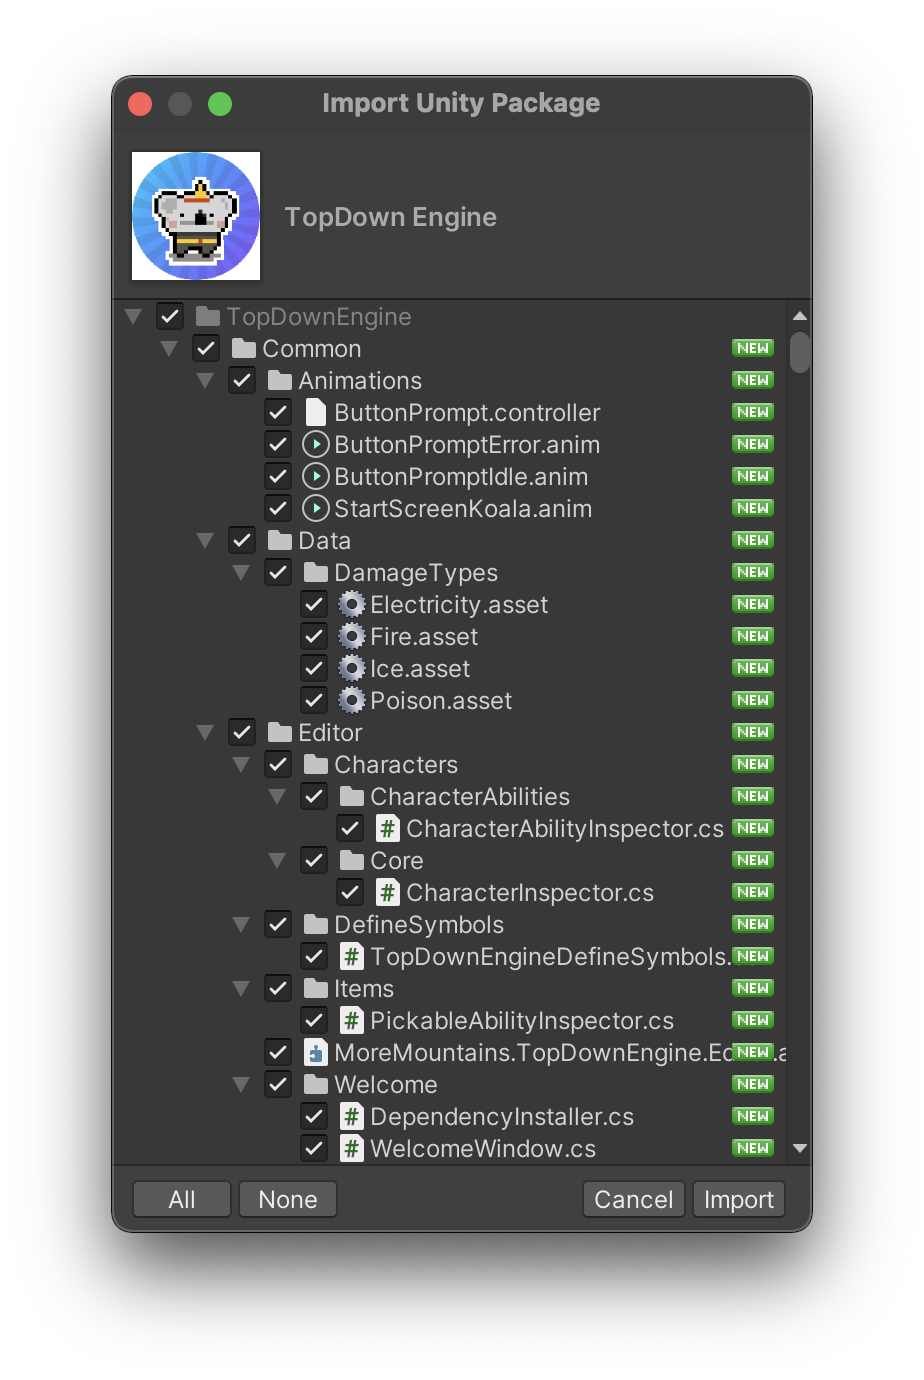 Import Unity Package
TopDown Engine
TopDownEngine
Common NEW
Animations NEW
ButtonPrompt.controller NEW
ButtonPromptError.anim NEW
ButtonPromptIdle.anim NEW
StartScreenKoala.anim NEW
Data NEW
DamageTypes NEW
Electricity.asset NEW
Fire.asset NEW
Ice.asset NEW
Poison.asset NEW
Editor NEW
Characters NEW
CharacterAbilities NEW
CharacterAbilityInspector.cs NEW
Core NEW
CharacterInspector.cs NEW
DefineSymbols NEW
TopDownEngineDefineSymbols. NEW
Items NEW
PickableAbilityInspector.cs NEW
MoreMountains.TopDownEngine.Ed NEW .a
Welcome NEW
DependencyInstaller.cs NEW
WelcomeWindow.cs NEW
All None Cancel Import